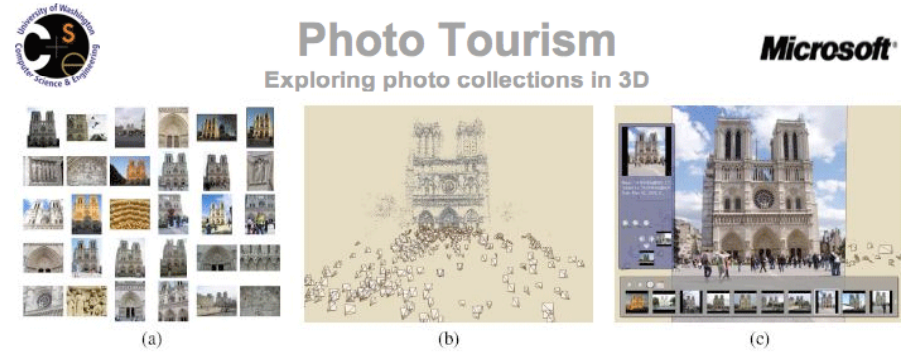 University of Washington
Computer Science & Engineering
Photo Tourism
Microsoft®
Exploring photo collections in 3D
(a)
(b)
(c)